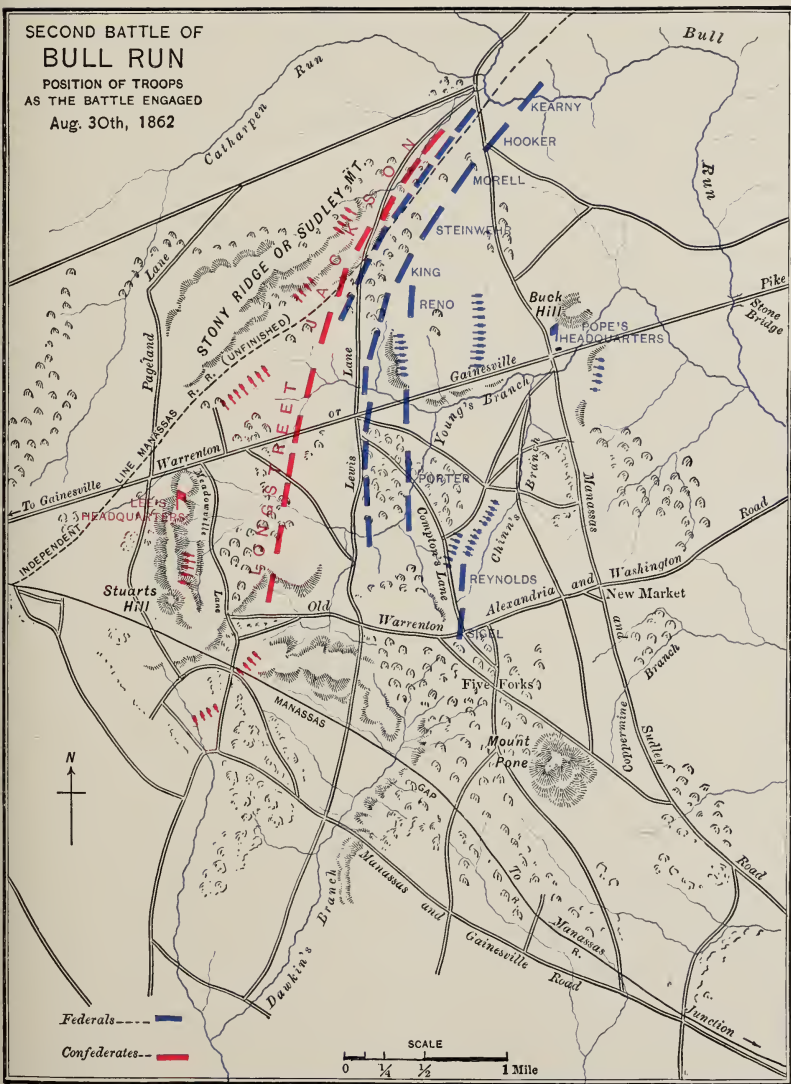 SECOND BATTLE OF
BULL RUN
POSITION OF TROOPS
AS THE BATTLE ENGAGED
Aug. 30th, 1862
Catharpen Run
Bull Run
KEARNY
HOOKER
MORELL
STEINWEHR
KING
RENO
JACKSON
STONY RIDGE OR SUDLEY MT.
Pageland Lane
INDEPENDENT LINE MANASSAS R. R. (UNFINISHED)
Buck
Hill
POPE'S
HEADQUARTERS
Pike
Stone
Bridge
Warrenton or Gainesville
To Gainesville
Young's Branch
LONGSTREET
Lewis Lane
LEE'S
HEADQUARTERS
Meadowville Lane
Stuarts
Hill
PORTER
Compton's Lane
Chinn's Branch
REYNOLDS
SIGEL
Old Warrenton Alexandria and Washington Road
New Market
Manassas and Sudley Road
Coppermine Branch
Five Forks
Mount
Pone
MANASSAS GAP R.
To Manassas Junction
Manassas and Gainesville Road
Dawkin's Branch
N
Federals
Confederates
SCALE
0 1/4 1/2 1 Mile